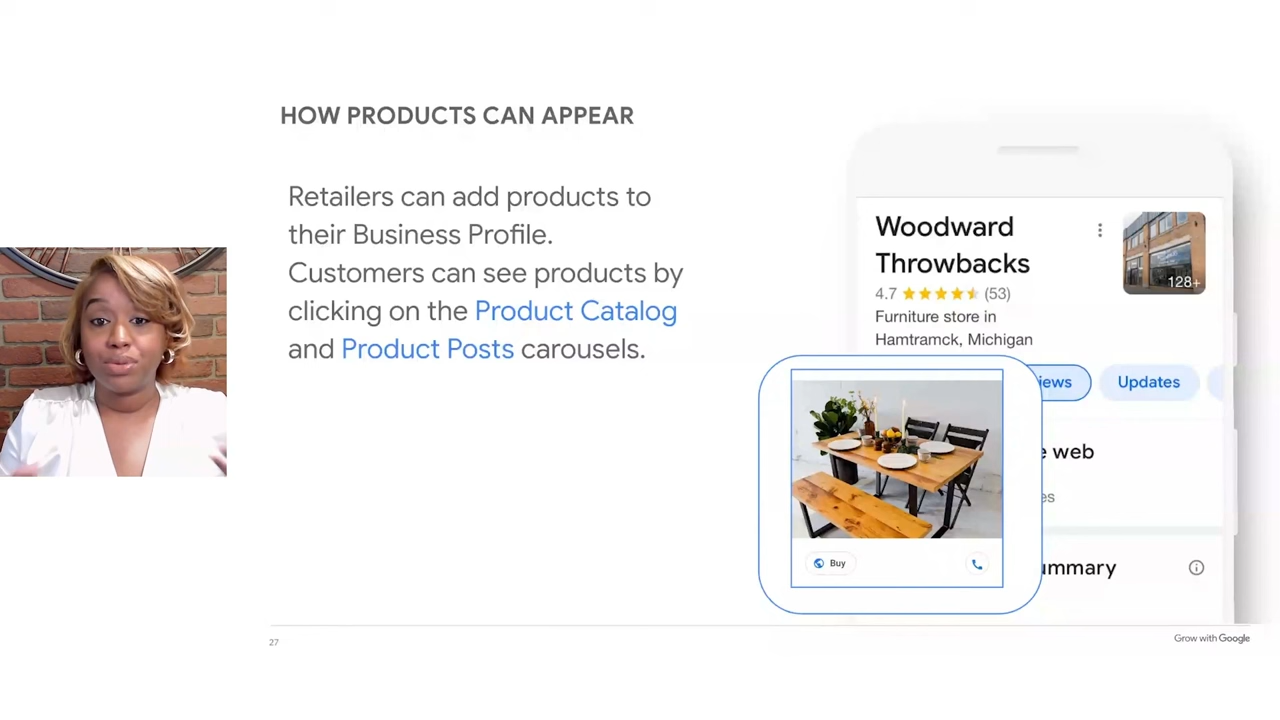 HOW PRODUCTS CAN APPEAR
Retailers can add products to
their Business Profile.
Customers can see products by
clicking on the Product Catalog
and Product Posts carousels.
Woodward
Throwbacks
128+
4.7 (53)
Furniture store in
Hamtramck, Michigan
iews
Updates
e web
es
Buy
ummary
27
Grow with Google